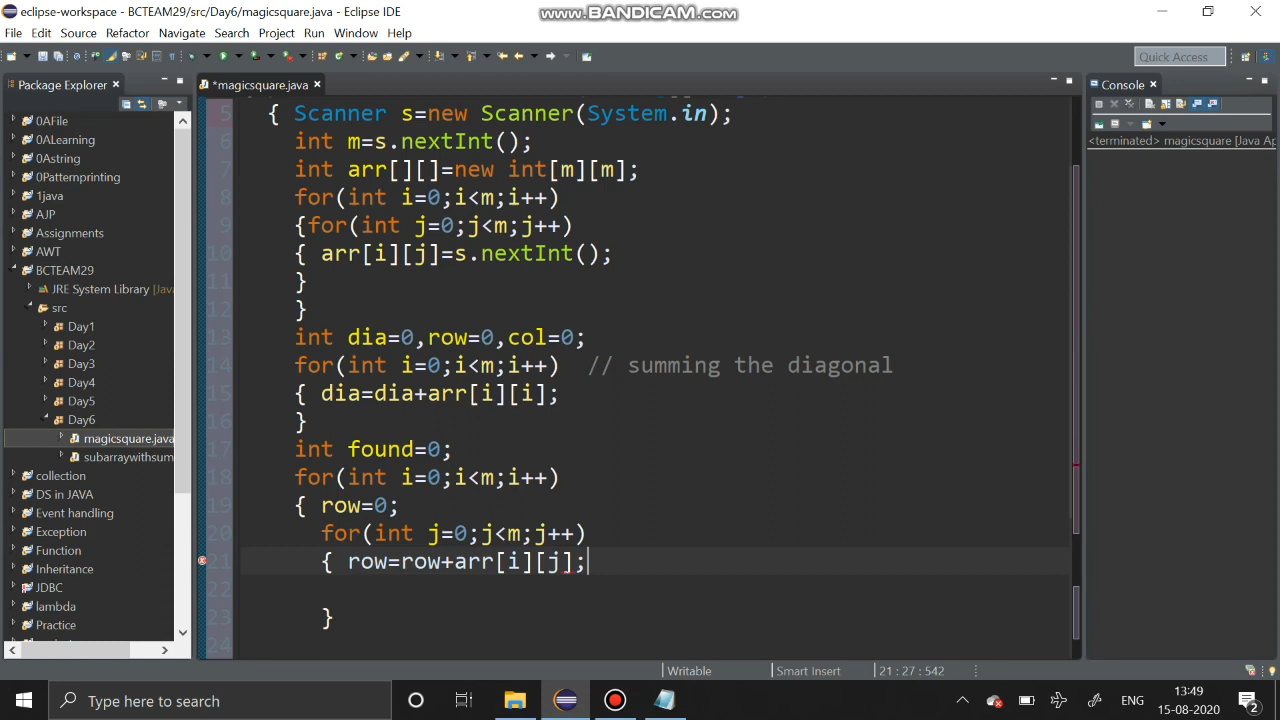 eclipse-workspace - BCTEAM29/src/Day6/magicsquare.java - Eclipse IDE
www.BANDICAM.com
File Edit Source Refactor Navigate Search Project Run Window Help
Quick Access
Package Explorer
*magicsquare.java
Console
<terminated> magicsquare [Java Ap
0AFile
0ALearning
0Astring
0Patternprinting
1java
AJP
Assignments
AWT
BCTEAM29
JRE System Library [Java
src
Day1
Day2
Day3
Day4
Day5
Day6
magicsquare.java
subarraywithsum
collection
DS in JAVA
Event handling
Exception
Function
Inheritance
JDBC
lambda
Practice
5 { Scanner s=new Scanner(System.in);
6 int m=s.nextInt();
7 int arr[][]=new int[m][m];
8 for(int i=0;i<m;i++)
9 {for(int j=0;j<m;j++)
10 { arr[i][j]=s.nextInt();
11 }
12 }
13 int dia=0,row=0,col=0;
14 for(int i=0;i<m;i++) // summing the diagonal
15 { dia=dia+arr[i][i];
16 }
17 int found=0;
18 for(int i=0;i<m;i++)
19 { row=0;
20 for(int j=0;j<m;j++)
21 { row=row+arr[i][j];
22
23 }
24
Writable Smart Insert 21 : 27 : 542
Type here to search
ENG
13:49
15-08-2020
2